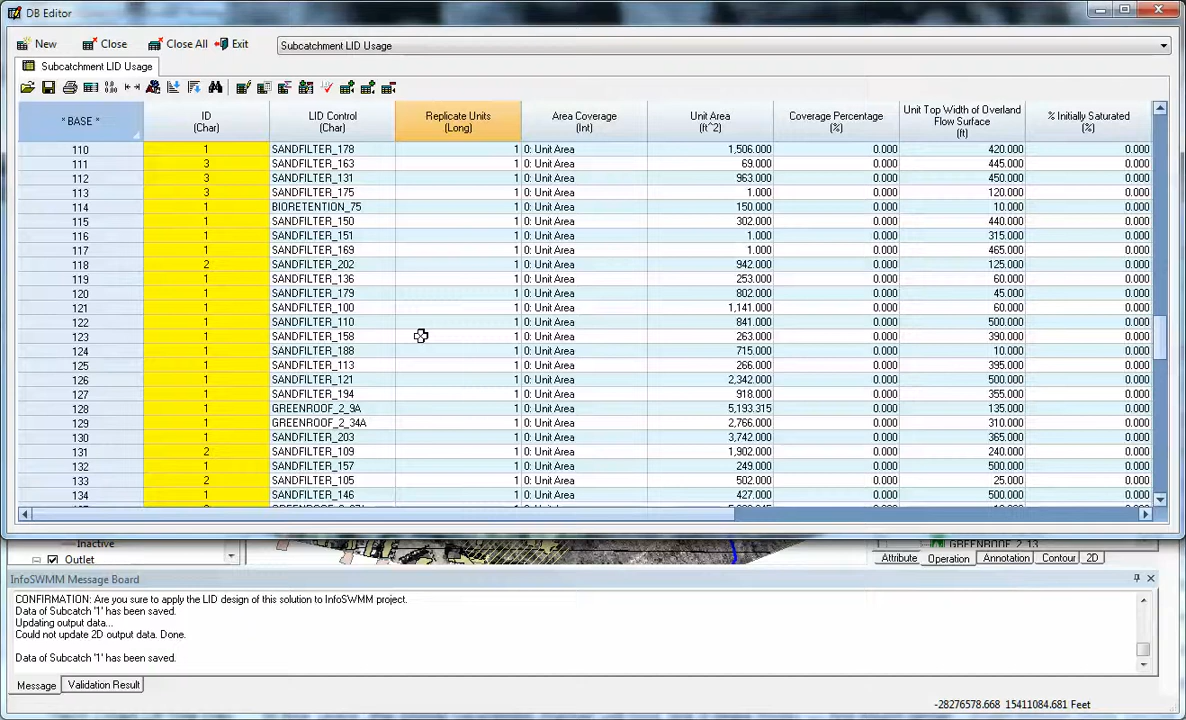 DB Editor
New Close Close All Exit Subcatchment LID Usage
Subcatchment LID Usage
* BASE * ID (Char) LID Control (Char) Replicate Units (Long) Area Coverage (Int) Unit Area (ft^2) Coverage Percentage (%) Unit Top Width of Overland Flow Surface (ft) % Initially Saturated (%)
110 1 SANDFILTER_178 1 0: Unit Area 1,506.000 0.000 420.000 0.000
111 3 SANDFILTER_163 1 0: Unit Area 69.000 0.000 445.000 0.000
112 3 SANDFILTER_131 1 0: Unit Area 963.000 0.000 450.000 0.000
113 3 SANDFILTER_175 1 0: Unit Area 1.000 0.000 120.000 0.000
114 1 BIORETENTION_75 1 0: Unit Area 150.000 0.000 10.000 0.000
115 1 SANDFILTER_150 1 0: Unit Area 302.000 0.000 440.000 0.000
116 1 SANDFILTER_151 1 0: Unit Area 1.000 0.000 315.000 0.000
117 1 SANDFILTER_169 1 0: Unit Area 1.000 0.000 465.000 0.000
118 2 SANDFILTER_202 1 0: Unit Area 942.000 0.000 125.000 0.000
119 1 SANDFILTER_136 1 0: Unit Area 253.000 0.000 60.000 0.000
120 1 SANDFILTER_179 1 0: Unit Area 802.000 0.000 45.000 0.000
121 1 SANDFILTER_100 1 0: Unit Area 1,141.000 0.000 60.000 0.000
122 1 SANDFILTER_110 1 0: Unit Area 841.000 0.000 500.000 0.000
123 1 SANDFILTER_158 1 0: Unit Area 263.000 0.000 390.000 0.000
124 1 SANDFILTER_188 1 0: Unit Area 715.000 0.000 10.000 0.000
125 1 SANDFILTER_113 1 0: Unit Area 266.000 0.000 395.000 0.000
126 1 SANDFILTER_121 1 0: Unit Area 2,342.000 0.000 500.000 0.000
127 1 SANDFILTER_194 1 0: Unit Area 918.000 0.000 355.000 0.000
128 1 GREENROOF_2_9A 1 0: Unit Area 5,193.315 0.000 135.000 0.000
129 1 GREENROOF_2_34A 1 0: Unit Area 2,766.000 0.000 310.000 0.000
130 1 SANDFILTER_203 1 0: Unit Area 3,742.000 0.000 365.000 0.000
131 2 SANDFILTER_109 1 0: Unit Area 1,902.000 0.000 240.000 0.000
132 1 SANDFILTER_157 1 0: Unit Area 249.000 0.000 500.000 0.000
133 2 SANDFILTER_105 1 0: Unit Area 502.000 0.000 25.000 0.000
134 1 SANDFILTER_146 1 0: Unit Area 427.000 0.000 500.000 0.000
Inactive
Outlet
Attribute Operation Annotation Contour 2D
InfoSWMM Message Board
CONFIRMATION: Are you sure to apply the LID design of this solution to InfoSWMM project.
Data of Subcatch '1' has been saved.
Updating output data...
Could not update 2D output data. Done.
Data of Subcatch '1' has been saved.
Message Validation Result
-28276578.668 15411084.681 Feet